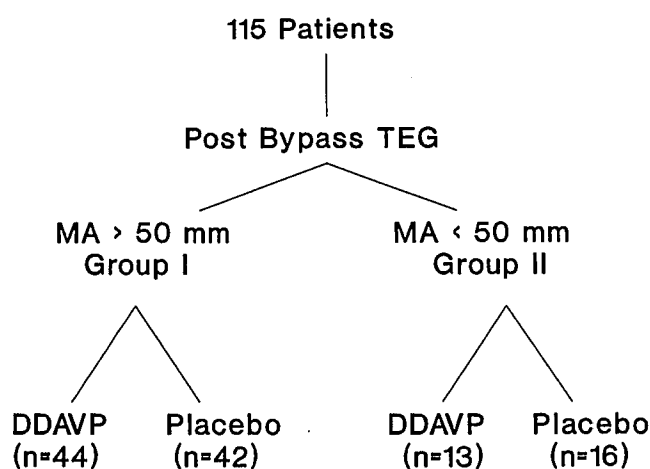 115 Patients
Post Bypass TEG
MA > 50 mm
Group I
MA < 50 mm
Group II
DDAVP
(n=44)
Placebo
(n=42)
DDAVP
(n=13)
Placebo
(n=16)